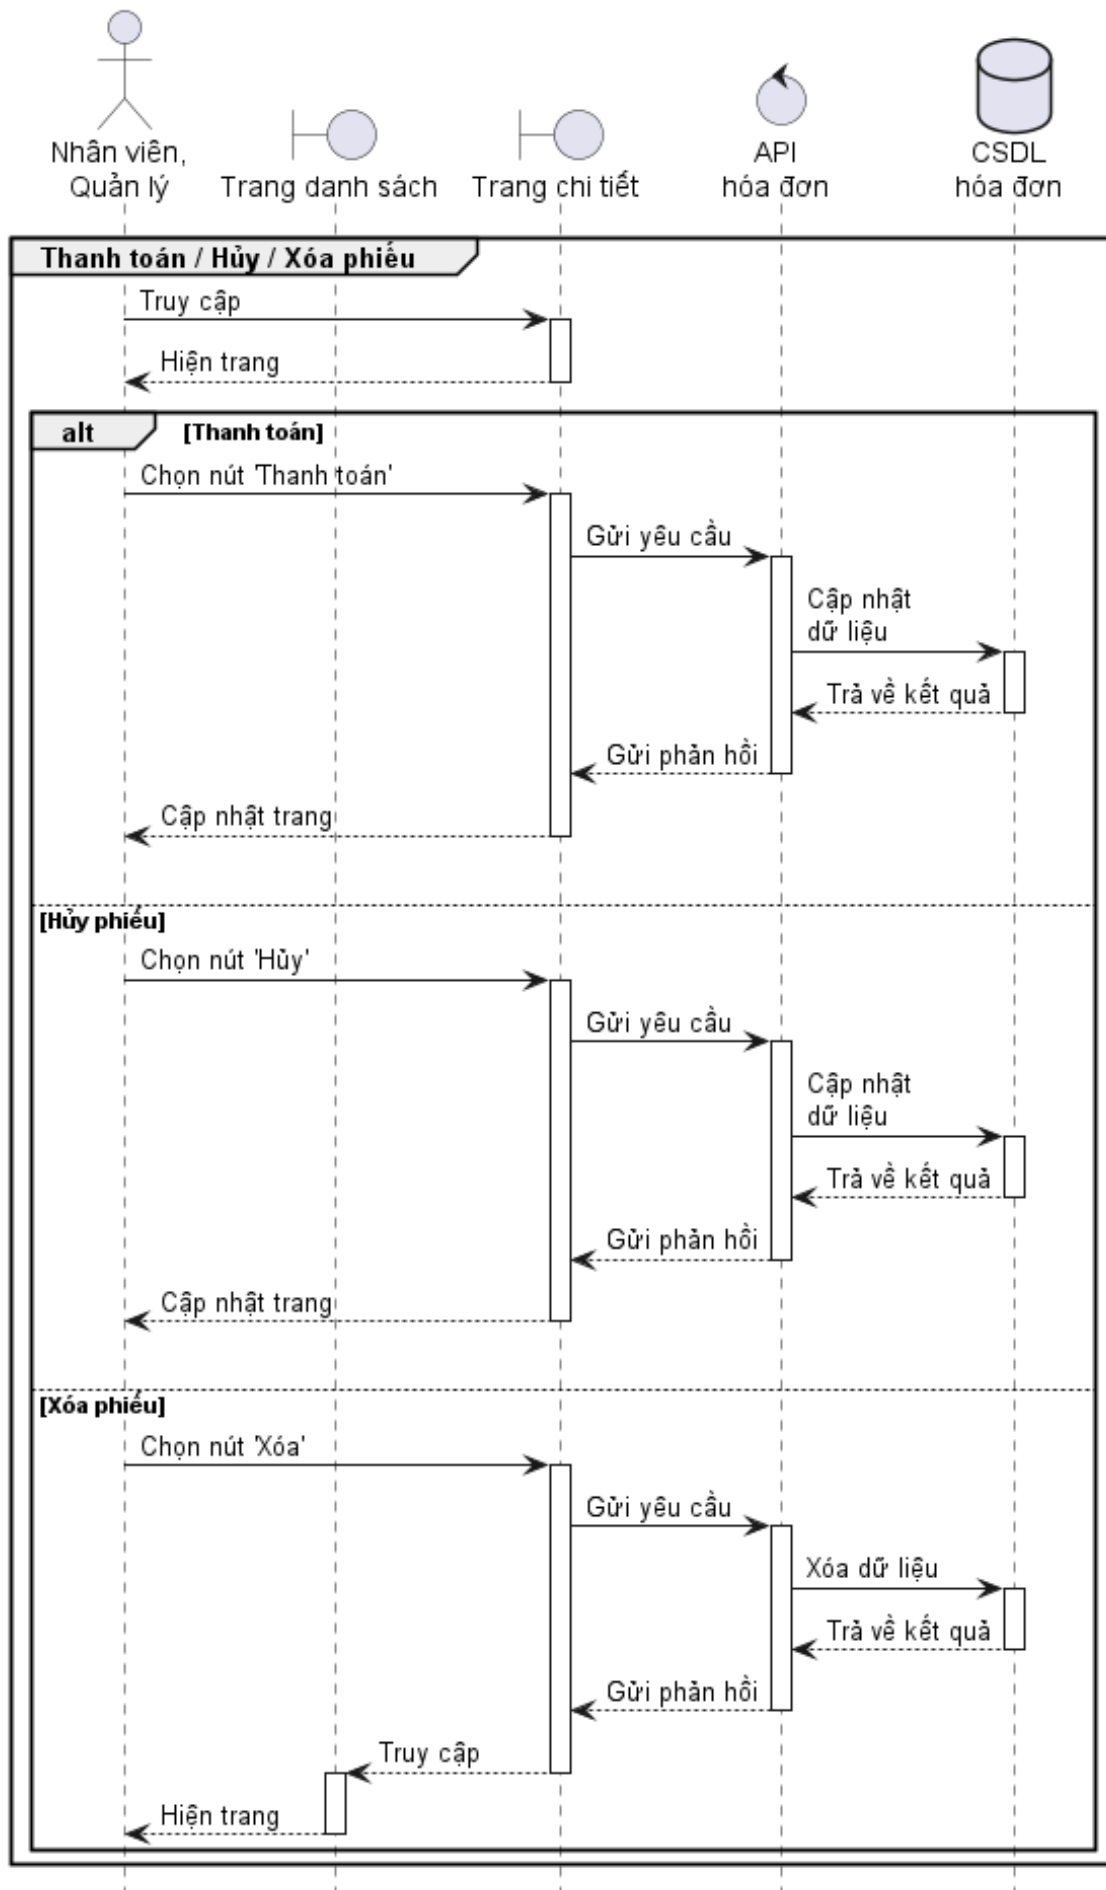 Nhân viên,
Quản lý
Trang danh sách
Trang chi tiết
API
hóa đơn
CSDL
hóa đơn
Thanh toán / Hủy / Xóa phiếu
Truy cập
Hiện trang
alt [Thanh toán]
Chọn nút 'Thanh toán'
Gửi yêu cầu
Cập nhật
dữ liệu
Trả về kết quả
Gửi phản hồi
Cập nhật trang
[Hủy phiếu]
Chọn nút 'Hủy'
Gửi yêu cầu
Cập nhật
dữ liệu
Trả về kết quả
Gửi phản hồi
Cập nhật trang
[Xóa phiếu]
Chọn nút 'Xóa'
Gửi yêu cầu
Xóa dữ liệu
Trả về kết quả
Gửi phản hồi
Truy cập
Hiện trang